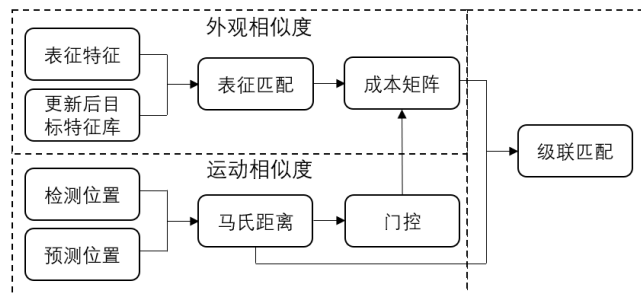 外观相似度
表征特征
更新后目
标特征库
表征匹配
成本矩阵
级联匹配
运动相似度
检测位置
预测位置
马氏距离
门控